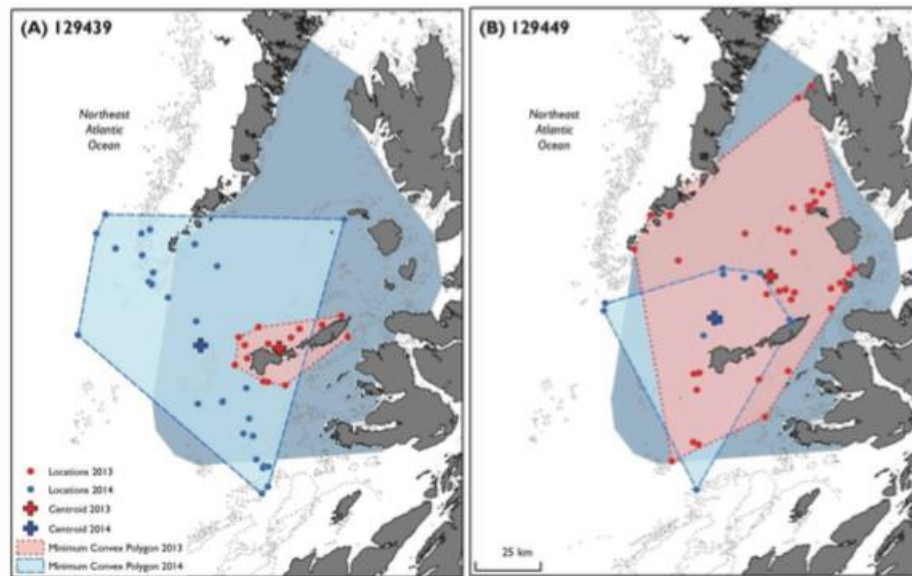 (A) 129439
Northeast
Atlantic
Ocean
Locations 2013
Locations 2014
Centroid 2013
Centroid 2014
Minimum Convex Polygon 2013
Minimum Convex Polygon 2014
(B) 129449
Northeast
Atlantic
Ocean
25 km